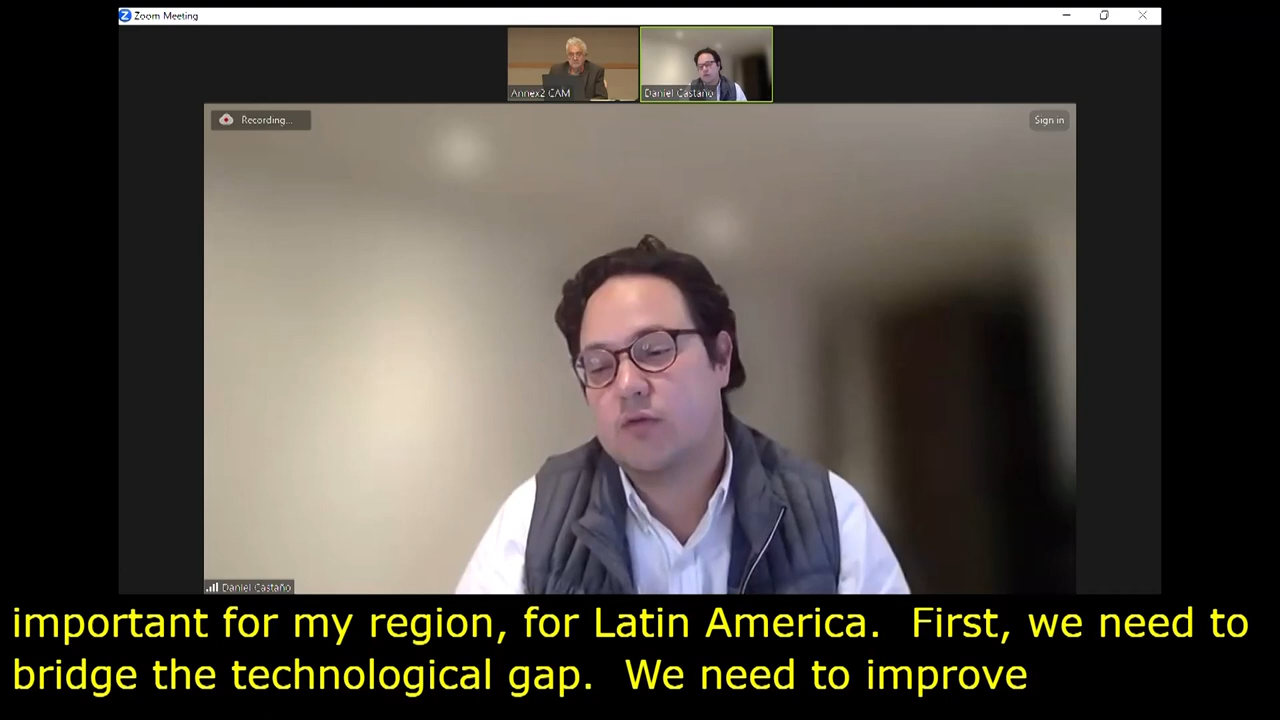 Zoom Meeting
Annex2 CAM
Daniel Castaño
Recording...
Sign in
Daniel Castaño
important for my region, for Latin America.  First, we need to
bridge the technological gap.  We need to improve